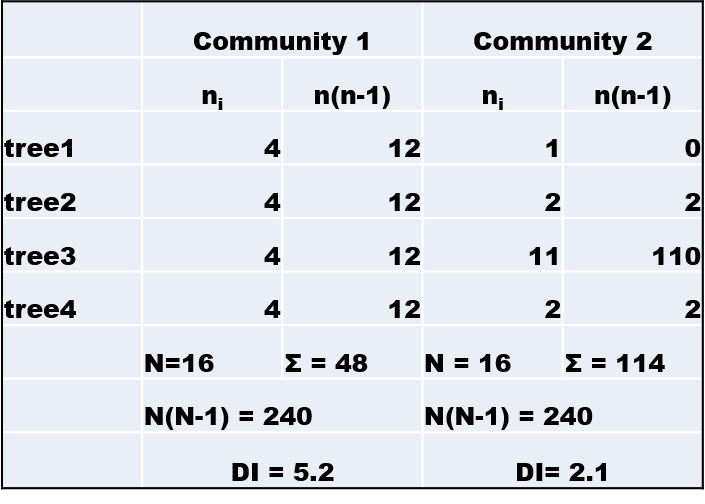 Community 1 Community 2
nᵢ n(n-1) nᵢ n(n-1)
tree1 4 12 1 0
tree2 4 12 2 2
tree3 4 12 11 110
tree4 4 12 2 2
N=16 Σ = 48 N = 16 Σ = 114
N(N-1) = 240 N(N-1) = 240
DI = 5.2 DI= 2.1